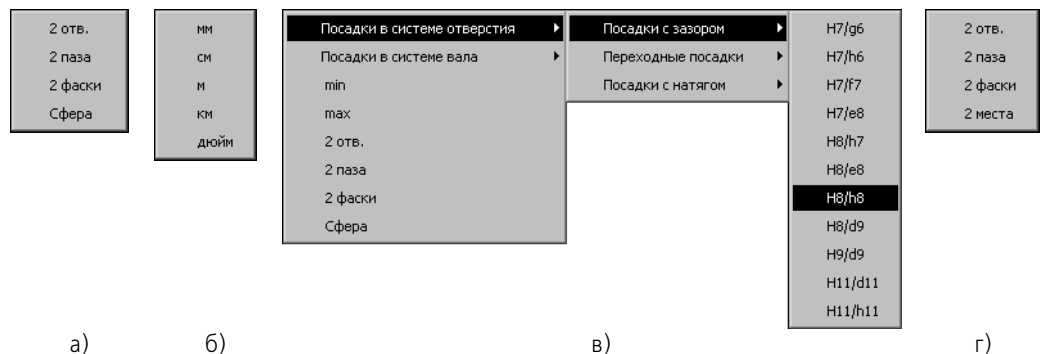 2 отв.
2 паза
2 фаски
Сфера
мм
см
м
км
дюйм
Посадки в системе отверстия
Посадки в системе вала
min
max
2 отв.
2 паза
2 фаски
Сфера
Посадки с зазором
Переходные посадки
Посадки с натягом
H7/g6
H7/h6
H7/f7
H7/e8
H8/h7
H8/e8
H8/h8
H8/d9
H9/d9
H11/d11
H11/h11
2 отв.
2 паза
2 фаски
2 места
а) б) в) г)